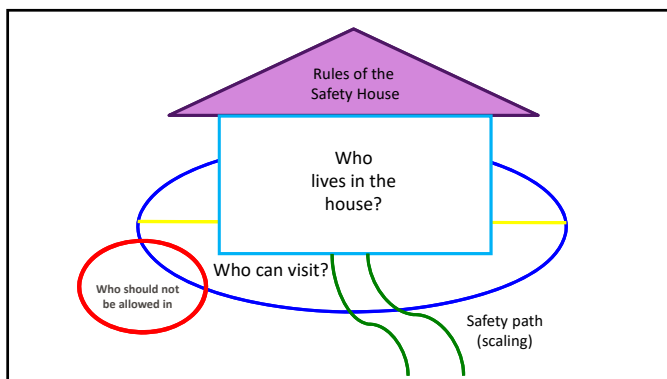 Rules of the
Safety House
Who
lives in the
house?
Who can visit?
Who should not
be allowed in
Safety path
(scaling)